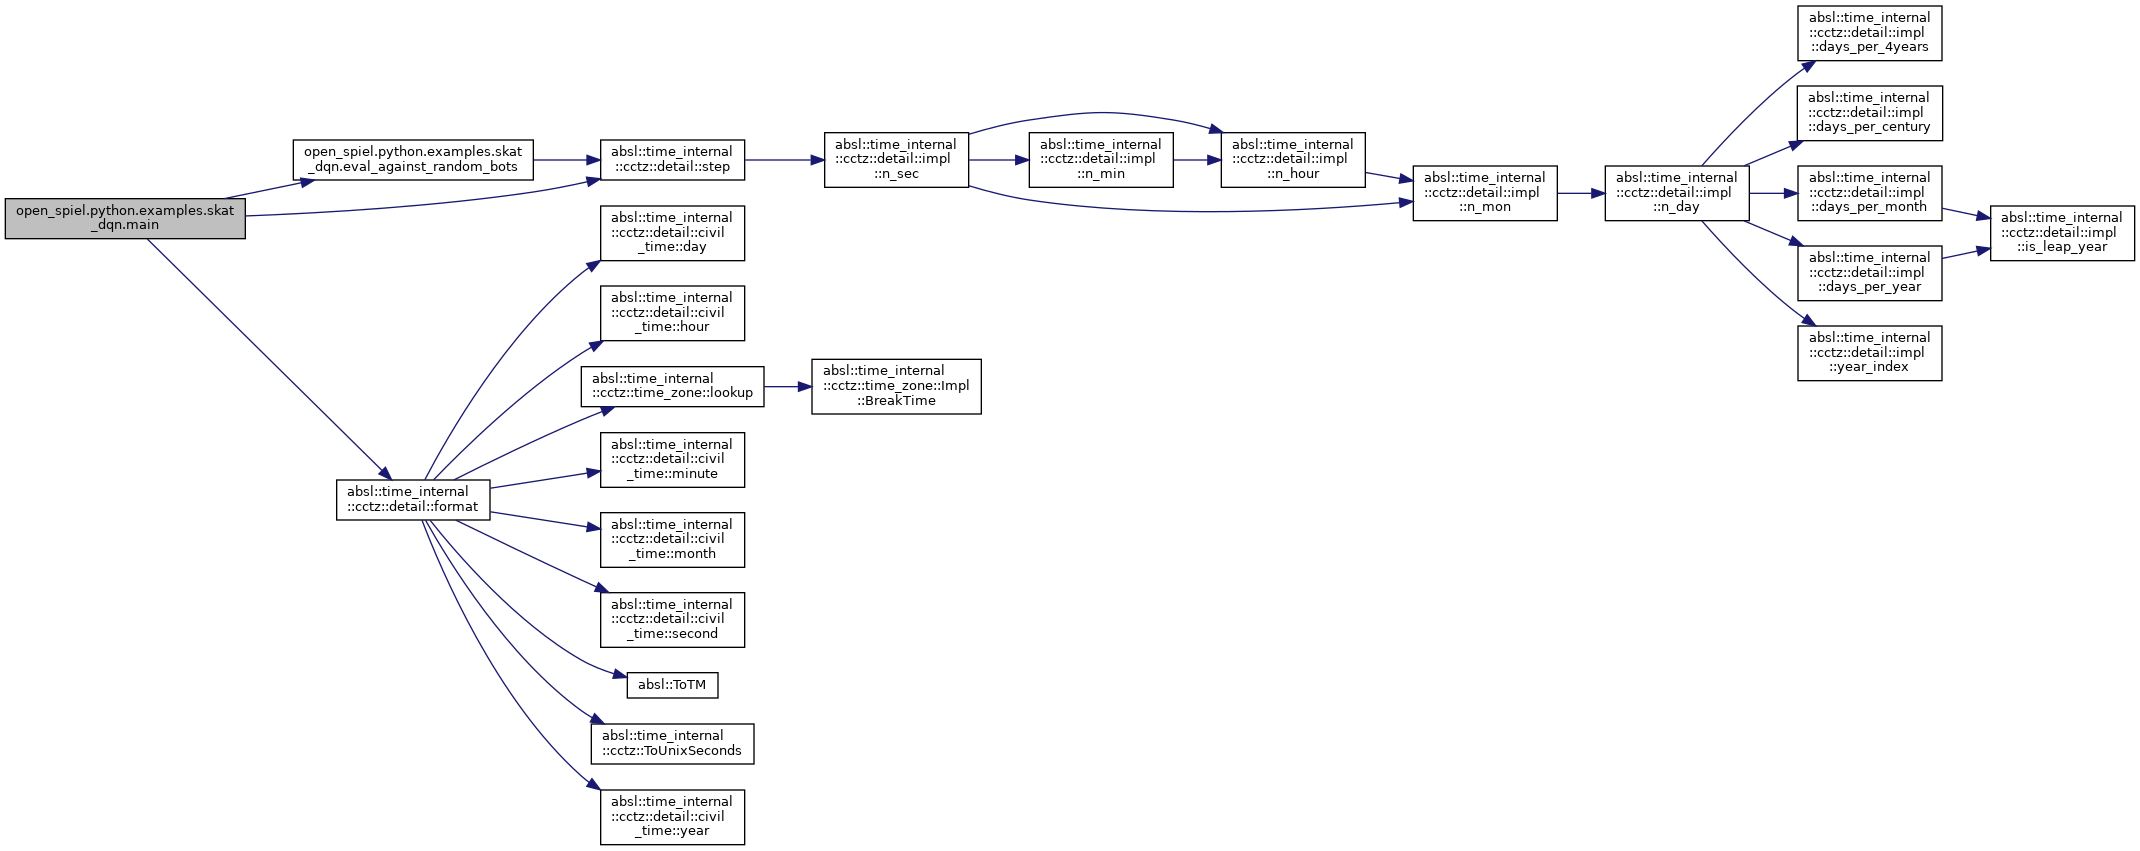 open_spiel.python.examples.skat
_dqn.main
open_spiel.python.examples.skat
_dqn.eval_against_random_bots
absl::time_internal
::cctz::detail::step
absl::time_internal
::cctz::detail::impl
::n_sec
absl::time_internal
::cctz::detail::impl
::n_min
absl::time_internal
::cctz::detail::impl
::n_hour
absl::time_internal
::cctz::detail::impl
::n_mon
absl::time_internal
::cctz::detail::impl
::n_day
absl::time_internal
::cctz::detail::impl
::days_per_4years
absl::time_internal
::cctz::detail::impl
::days_per_century
absl::time_internal
::cctz::detail::impl
::days_per_month
absl::time_internal
::cctz::detail::impl
::days_per_year
absl::time_internal
::cctz::detail::impl
::is_leap_year
absl::time_internal
::cctz::detail::impl
::year_index
absl::time_internal
::cctz::detail::format
absl::time_internal
::cctz::detail::civil
_time::day
absl::time_internal
::cctz::detail::civil
_time::hour
absl::time_internal
::cctz::time_zone::lookup
absl::time_internal
::cctz::time_zone::Impl
::BreakTime
absl::time_internal
::cctz::detail::civil
_time::minute
absl::time_internal
::cctz::detail::civil
_time::month
absl::time_internal
::cctz::detail::civil
_time::second
absl::ToTM
absl::time_internal
::cctz::ToUnixSeconds
absl::time_internal
::cctz::detail::civil
_time::year